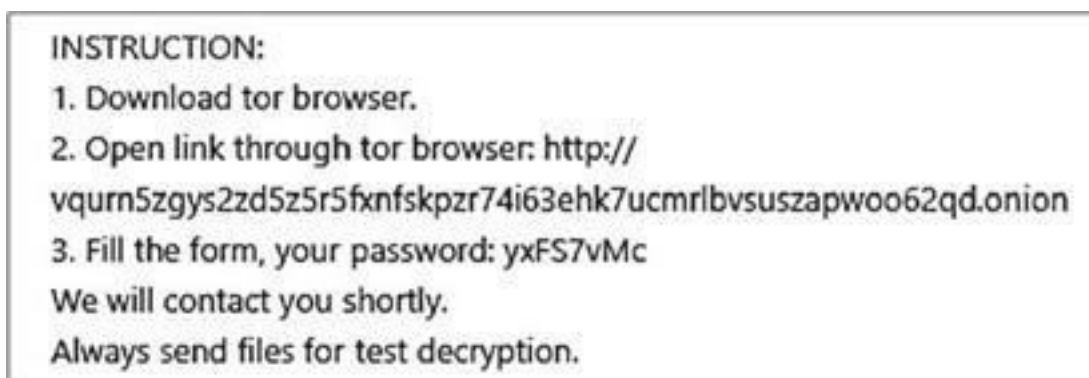 INSTRUCTION:
1. Download tor browser.
2. Open link through tor browser: http://
vqurn5zgys2zd5z5r5fxnfskpzr74i63ehk7ucmrlbvsuszapwoo62qd.onion
3. Fill the form, your password: yxFS7vMc
We will contact you shortly.
Always send files for test decryption.